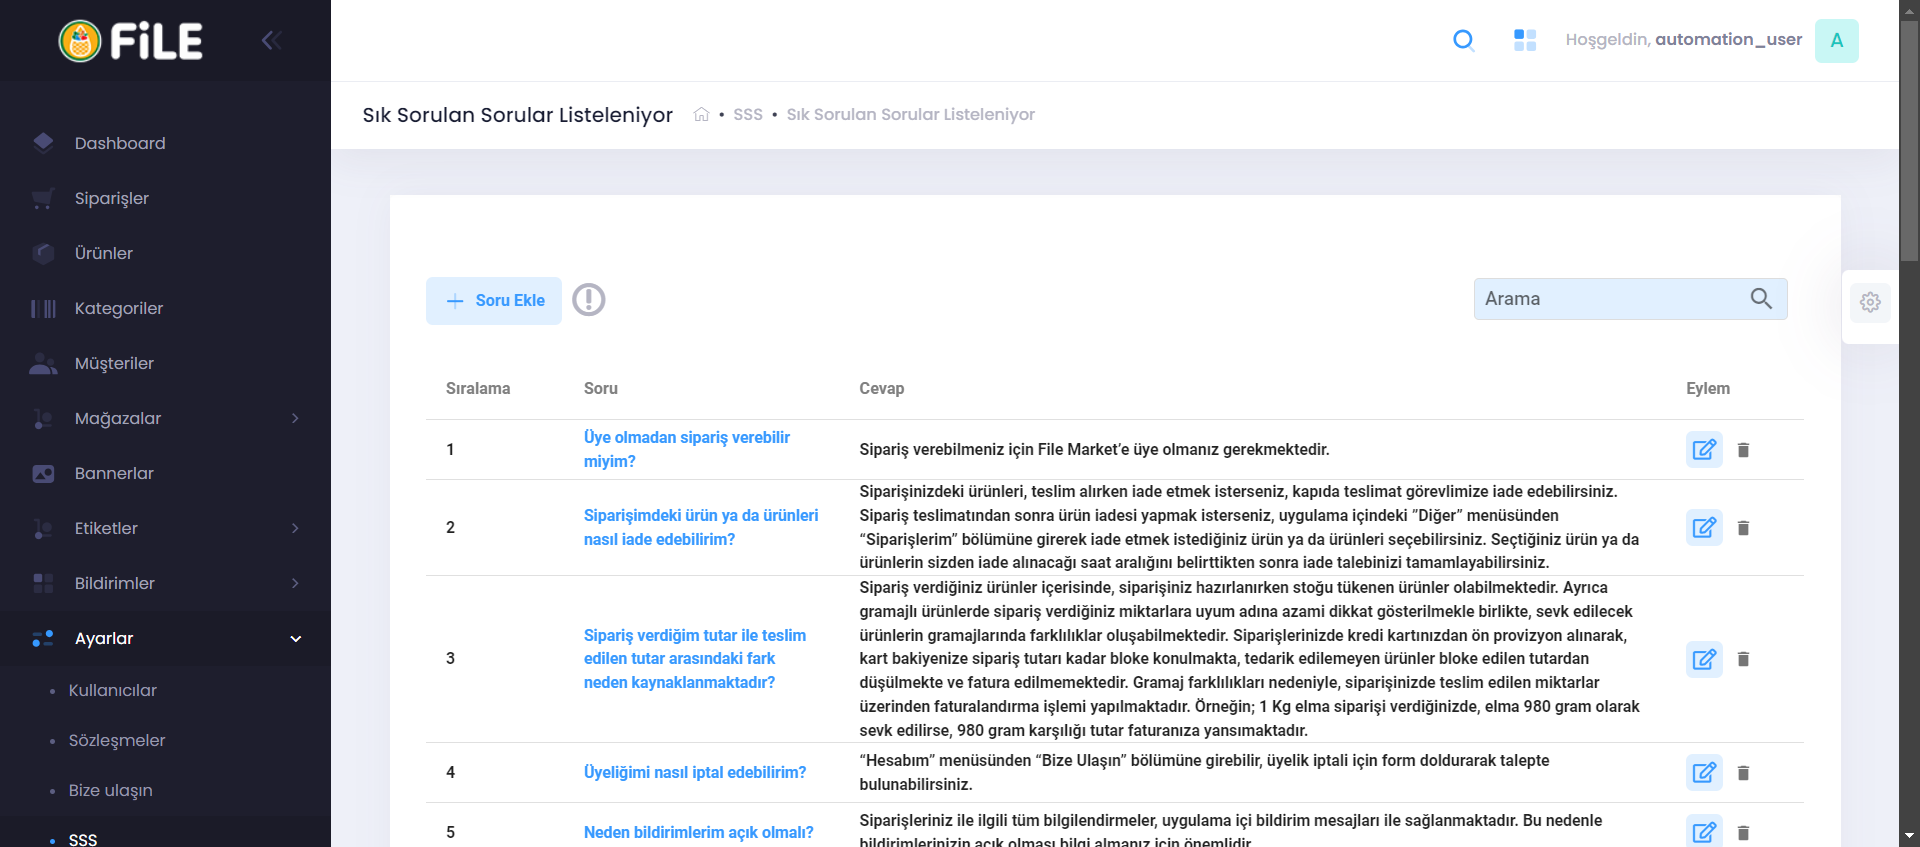 FİLE
Hoşgeldin, automation_user
A
Sık Sorulan Sorular Listeleniyor
• SSS • Sık Sorulan Sorular Listeleniyor
Dashboard
Siparişler
Ürünler
Kategoriler
Müşteriler
Mağazalar
Bannerlar
Etiketler
Bildirimler
Ayarlar
Kullanıcılar
Sözleşmeler
Bize ulaşın
SSS
Soru Ekle
Arama
Sıralama Soru Cevap Eylem
1
Üye olmadan sipariş verebilir
miyim?
Sipariş verebilmeniz için File Market’e üye olmanız gerekmektedir.
2
Siparişimdeki ürün ya da ürünleri
nasıl iade edebilirim?
Siparişinizdeki ürünleri, teslim alırken iade etmek isterseniz, kapıda teslimat görevlimize iade edebilirsiniz.
Sipariş teslimatından sonra ürün iadesi yapmak isterseniz, uygulama içindeki ”Diğer” menüsünden
“Siparişlerim” bölümüne girerek iade etmek istediğiniz ürün ya da ürünleri seçebilirsiniz. Seçtiğiniz ürün ya da
ürünlerin sizden iade alınacağı saat aralığını belirttikten sonra iade talebinizi tamamlayabilirsiniz.
3
Sipariş verdiğim tutar ile teslim
edilen tutar arasındaki fark
neden kaynaklanmaktadır?
Sipariş verdiğiniz ürünler içerisinde, siparişiniz hazırlanırken stoğu tükenen ürünler olabilmektedir. Ayrıca
gramajlı ürünlerde sipariş verdiğiniz miktarlara uyum adına azami dikkat gösterilmekle birlikte, sevk edilecek
ürünlerin gramajlarında farklılıklar oluşabilmektedir. Siparişlerinizde kredi kartınızdan ön provizyon alınarak,
kart bakiyenize sipariş tutarı kadar bloke konulmakta, tedarik edilemeyen ürünler bloke edilen tutardan
düşülmekte ve fatura edilmemektedir. Gramaj farklılıkları nedeniyle, siparişinizde teslim edilen miktarlar
üzerinden faturalandırma işlemi yapılmaktadır. Örneğin; 1 Kg elma siparişi verdiğinizde, elma 980 gram olarak
sevk edilirse, 980 gram karşılığı tutar faturanıza yansımaktadır.
4
Üyeliğimi nasıl iptal edebilirim?
“Hesabım” menüsünden “Bize Ulaşın” bölümüne girebilir, üyelik iptali için form doldurarak talepte
bulunabilirsiniz.
5
Neden bildirimlerim açık olmalı?
Siparişleriniz ile ilgili tüm bilgilendirmeler, uygulama içi bildirim mesajları ile sağlanmaktadır. Bu nedenle
bildirimlerinizin açık olması bilgi almanız için önemlidir.